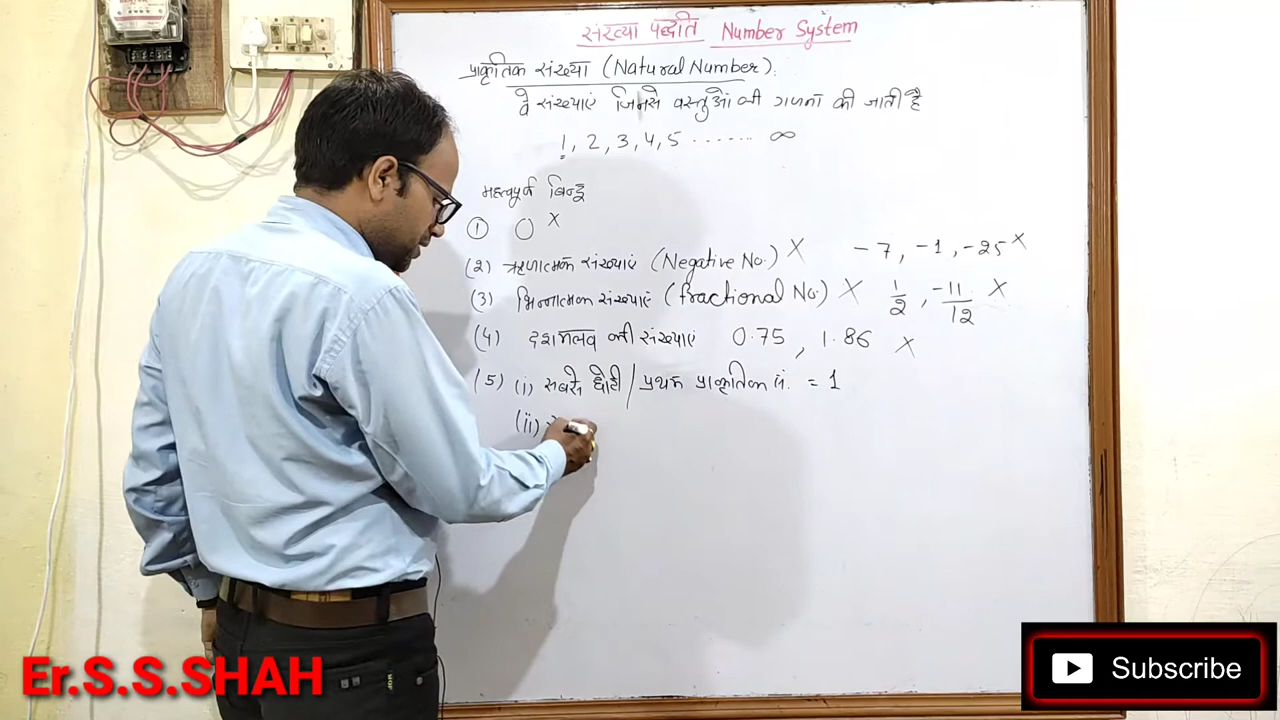 संख्या पद्धति Number System
प्राकृतिक संख्या (Natural Number).
वे संख्याएं जिनसे वस्तुओं की गणना की जाती है
1, 2, 3, 4, 5 ....... ∞
महत्वपूर्ण बिन्दू
① 0 ×
(2) ऋणात्मक संख्याएं (Negative No.) × -7, -1, -25 ×
(3) भिन्नात्मक संख्याएं (fractional No.) × 1/2, -11/12 ×
(4) दशमलव की संख्याएं 0.75, 1.86 ×
(5) (i) सबसे छोटी/प्रथम प्राकृतिक सं. = 1
(ii) स
Er.S.S.SHAH
Subscribe